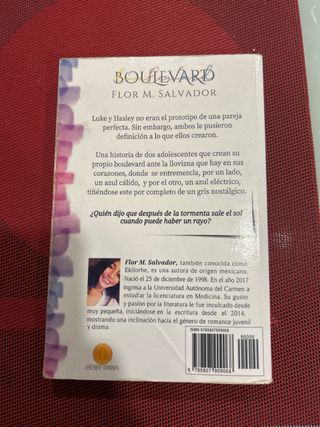 BOULEVARD
FLOR M. SALVADOR
Luke y Hasley no eran el prototipo de una pareja
perfecta. Sin embargo, ambos le pusieron
definición a lo que ellos crearon.
Una historia de dos adolescentes que crean su
propio boulevard ante la llovizna que hay en sus
corazones, donde se entremezcla, por un lado,
un azul cálido, y por el otro, un azul eléctrico,
tiñéndose este por completo de un gris nostálgico.
¿Quién dijo que después de la tormenta sale el sol
cuando puede haber un rayo?
Flor M. Salvador, también conocida como
Ekilorhe, es una autora de origen mexicano.
Nació el 25 de diciembre de 1998. En el año 2017
ingresa a la Universidad Autónoma del Carmen a
estudiar la licenciatura en Medicina. Su gusto
y pasión por la literatura le fue inculcado desde
muy pequeña, iniciándose en la escritura desde el 2014,
mostrando una inclinación hacia el género de romance juvenil
y drama.
ISBN 9789807909068
90000
9 789807 909068